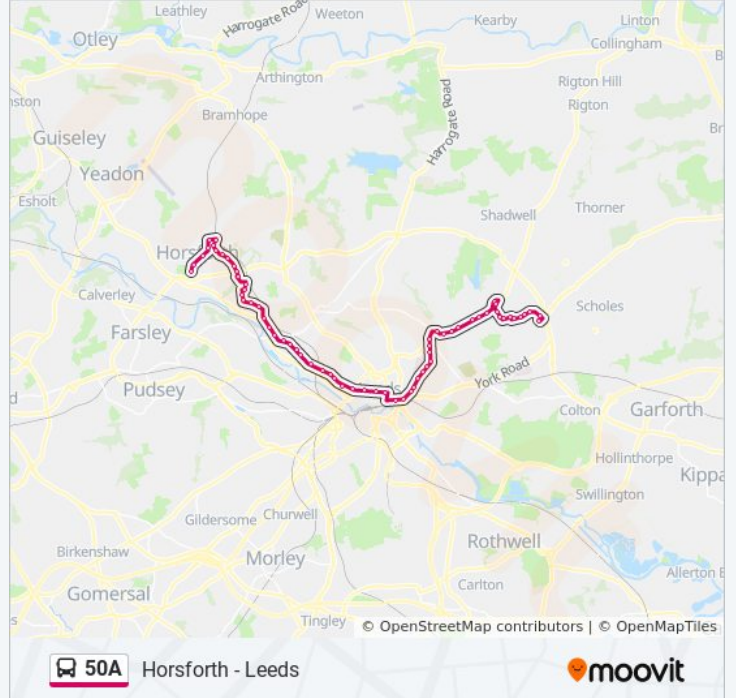 Leathley
Weeton
Harrogate Road
Kearby
Linton
Otley
Collingham
B
Arthington
Rigton Hill
nston
Bramhope
Rigton
Harrogate Road
Br
Guiseley
Yeadon
Esholt
Thorner
Shadwell
Horsforth
Calverley
Scholes
Farsley
Pudsey
York Road
d
Colton
Garforth
Hollinthorpe
Kippa
Swillington
Gildersome
Churwell
Rothwell
Birkenshaw
Morley
Allerton B
Carlton
Gomersal
s
Tingley
© OpenStreetMap contributors | © OpenMapTiles
50A
Horsforth - Leeds
moovit